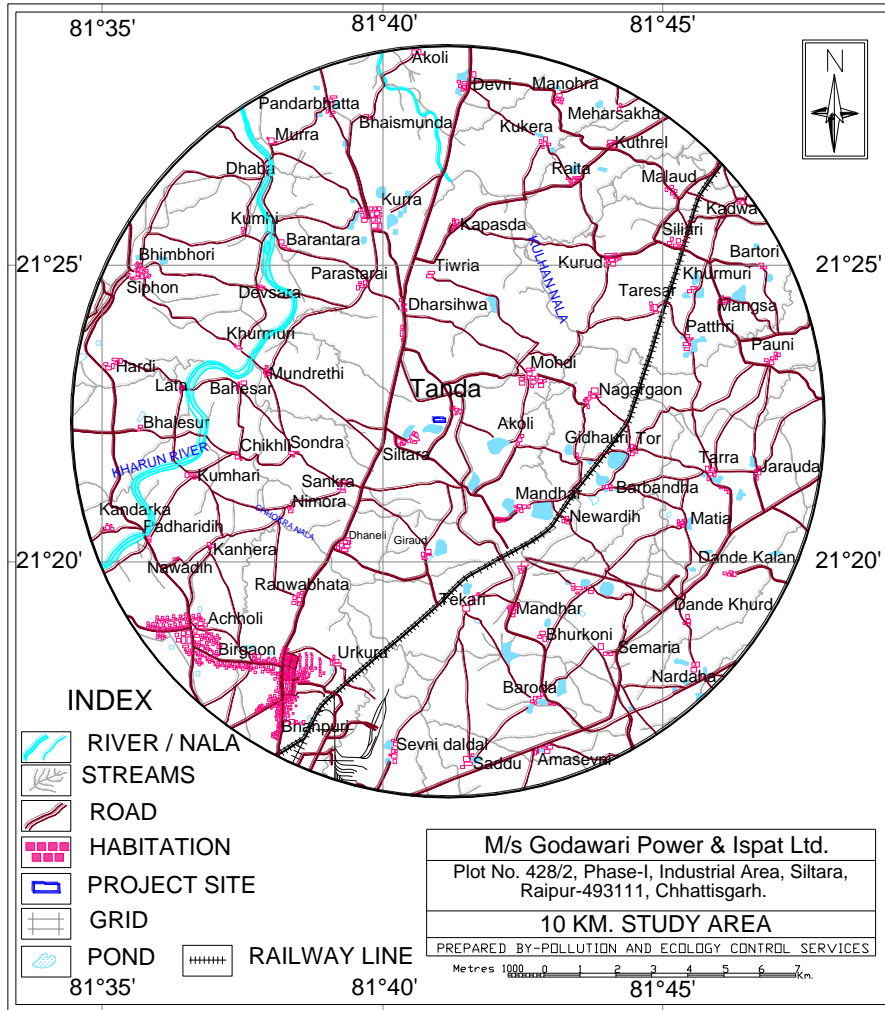 81°35' 81°40' 81°45'
N
Akoli
Devri
Manohra
Pandarbhatta
Meharsakha
Bhaismunda
Kukera
Murra
Kuthrel
Dhaba
Raita
Malaud
Kurra
Kadwa
Kumhi
Kapasda
Barantara
Siliari
KULHAN NALA
Bhimbhori
Bartori
21°25' 21°25'
Parastarai
Tiwria
Kurud
Khurmuri
Siphon
Devsara
Dharsihwa
Taresar
Mangsa
Khurmuri
Patthri
Pauni
Hardi
Mundrethi
Mondi
Lata
Bahesar
Tanda
Nagargaon
Bhalesur
Akoli
Chikhli
Sondra
Siltara
Gidhauri
Tor
KHARUN RIVER
Kumhari
Sankra
Tarra
Jarauda
Nimora
Mandhar
Barbandha
Kandarka
CHHOKRA NALA
Newardih
Matia
Padharidih
Kanhera
Dhaneli
Giraud
21°20' 21°20'
Nawadih
Dande Kalan
Ranwabhata
Tekari
Mandhar
Dande Khurd
Achholi
Bhurkoni
Birgaon
Urkura
Semaria
Nardaha
Baroda
Bhanpuri
Sevni daldal
Saddu
Amasevni
INDEX
RIVER / NALA
STREAMS
ROAD
HABITATION
PROJECT SITE
GRID
POND
RAILWAY LINE
M/s Godawari Power & Ispat Ltd.
Plot No. 428/2, Phase-I, Industrial Area, Siltara,
Raipur-493111, Chhattisgarh.
10 KM. STUDY AREA
PREPARED BY-POLLUTION AND ECOLOGY CONTROL SERVICES
Metres 1000 0 1 2 3 4 5 6 7 Km.
81°35' 81°40' 81°45'